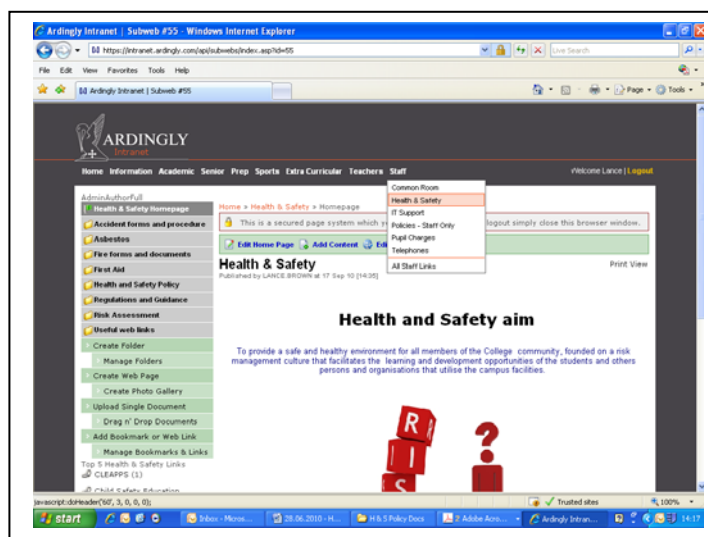 Ardingly Intranet | Subweb #55 - Windows Internet Explorer
https://intranet.ardingly.com/api/subwebs/index.asp?id=55
Live Search
File Edit View Favorites Tools Help
Ardingly Intranet | Subweb #55
Page Tools
ARDINGLY
Intranet
Home Information Academic Senior Prep Sports Extra Curricular Teachers Staff
Welcome Lance | Logout
Common Room
Health & Safety
IT Support
Policies - Staff Only
Pupil Charges
Telephones
All Staff Links
AdminAuthorFull
Health & Safety Homepage
Accident forms and procedure
Asbestos
Fire forms and documents
First Aid
Health and Safety Policy
Regulations and Guidance
Risk Assessment
Useful web links
Create Folder
Manage Folders
Create Web Page
Create Photo Gallery
Upload Single Document
Drag n' Drop Documents
Add Bookmark or Web Link
Manage Bookmarks & Links
Top 5 Health & Safety Links
CLEAPPS (1)
Child Safety Education
Home » Health & Safety » Homepage
This is a secured page system which
logout simply close this browser window.
Edit Home Page Add Content
Health & Safety
Print View
Published by LANCE.BROWN at 17 Sep 10 [14:35]
Health and Safety aim
To provide a safe and healthy environment for all members of the College community, founded on a risk
management culture that facilitates the learning and development opportunities of the students and others
persons and organisations that utilise the campus facilities.
R
I
S
?
javascript:doHeader('60', 3, 0, 0, 0);
Trusted sites
100%
start
Inbox - Micros...
28.06.2010 - H...
H & S Policy Docs
2 Adobe Acro...
Ardingly Intran...
14:17